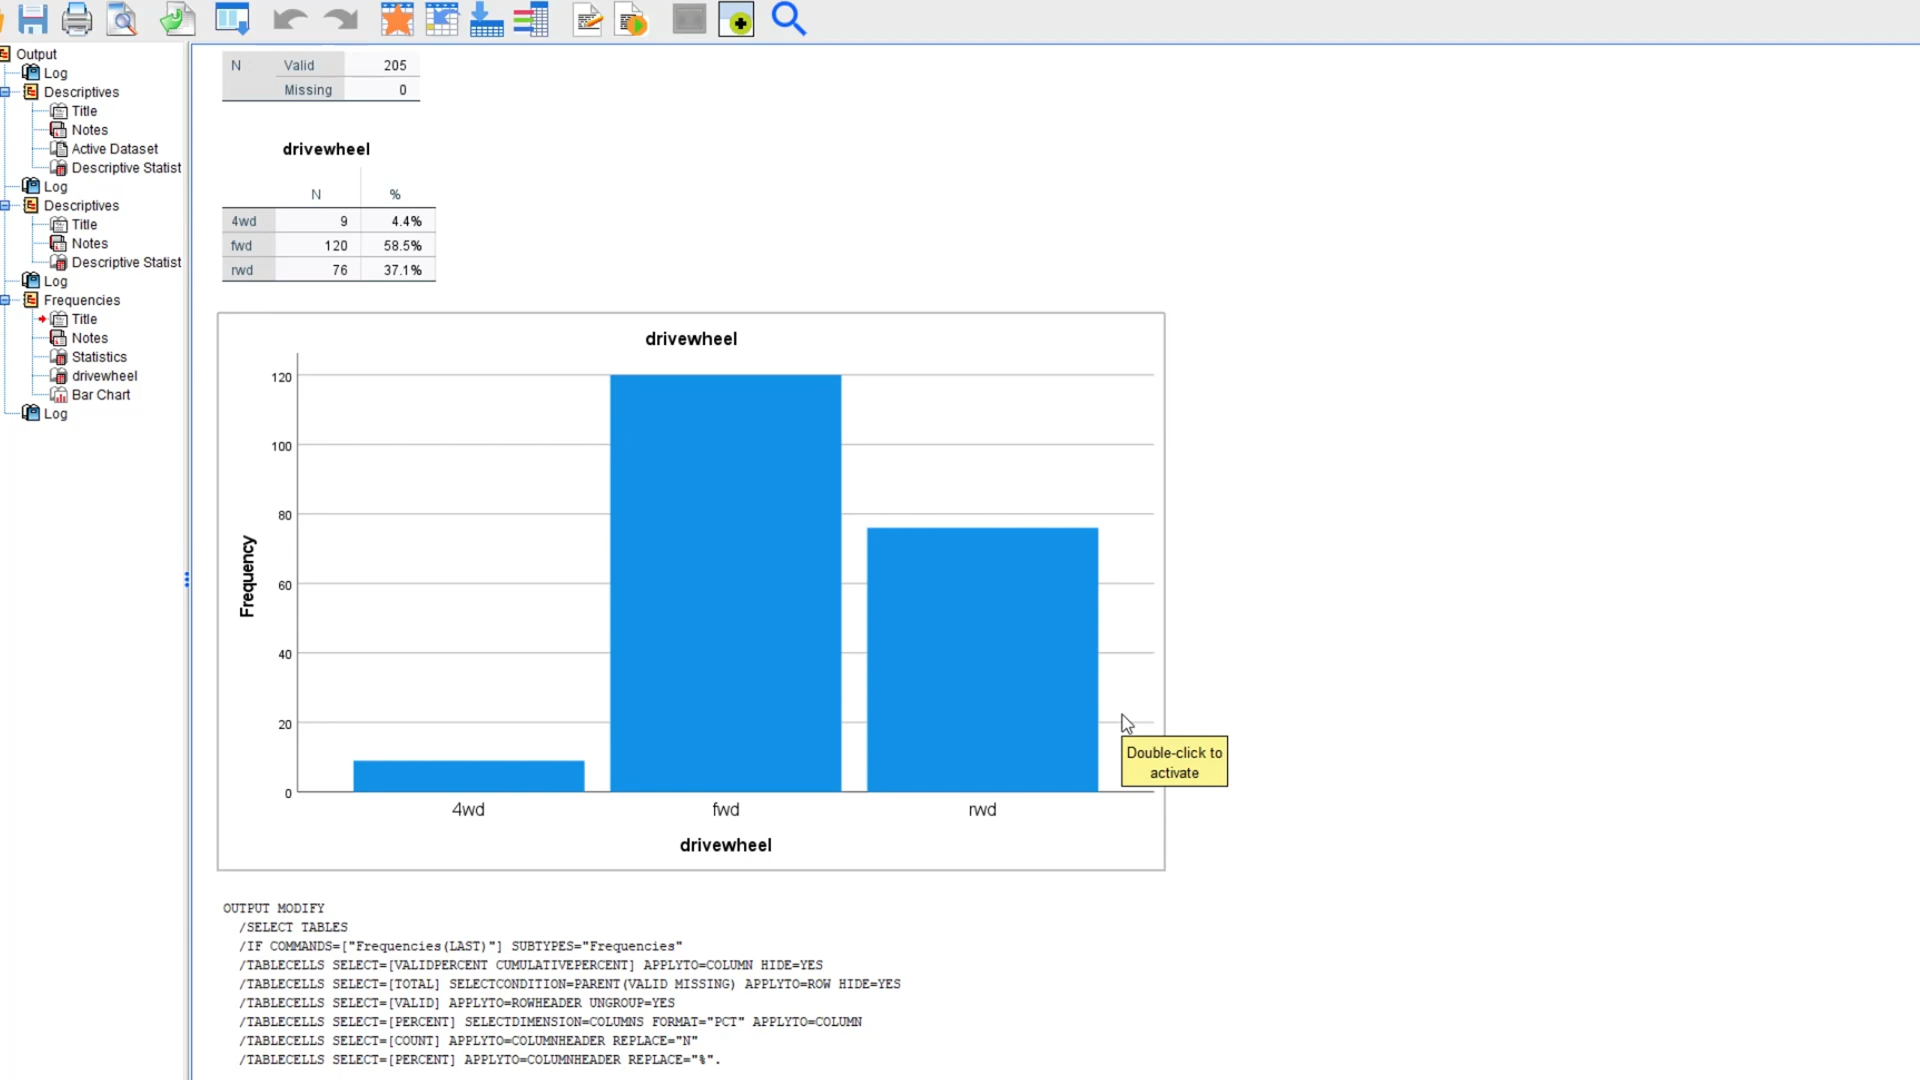 Output
Log
Descriptives
Title
Notes
Active Dataset
Descriptive Statist
Log
Descriptives
Title
Notes
Descriptive Statist
Log
Frequencies
Title
Notes
Statistics
drivewheel
Bar Chart
Log
N Valid 205
Missing 0
drivewheel
N %
4wd 9 4.4%
fwd 120 58.5%
rwd 76 37.1%
drivewheel
120
100
80
60
40
20
0
Frequency
4wd fwd rwd
drivewheel
Double-click to
activate
OUTPUT MODIFY
/SELECT TABLES
/IF COMMANDS=["Frequencies(LAST)"] SUBTYPES="Frequencies"
/TABLECELLS SELECT=[VALIDPERCENT CUMULATIVEPERCENT] APPLYTO=COLUMN HIDE=YES
/TABLECELLS SELECT=[TOTAL] SELECTCONDITION=PARENT(VALID MISSING) APPLYTO=ROW HIDE=YES
/TABLECELLS SELECT=[VALID] APPLYTO=ROWHEADER UNGROUP=YES
/TABLECELLS SELECT=[PERCENT] SELECTDIMENSION=COLUMNS FORMAT="PCT" APPLYTO=COLUMN
/TABLECELLS SELECT=[COUNT] APPLYTO=COLUMNHEADER REPLACE="N"
/TABLECELLS SELECT=[PERCENT] APPLYTO=COLUMNHEADER REPLACE="%".